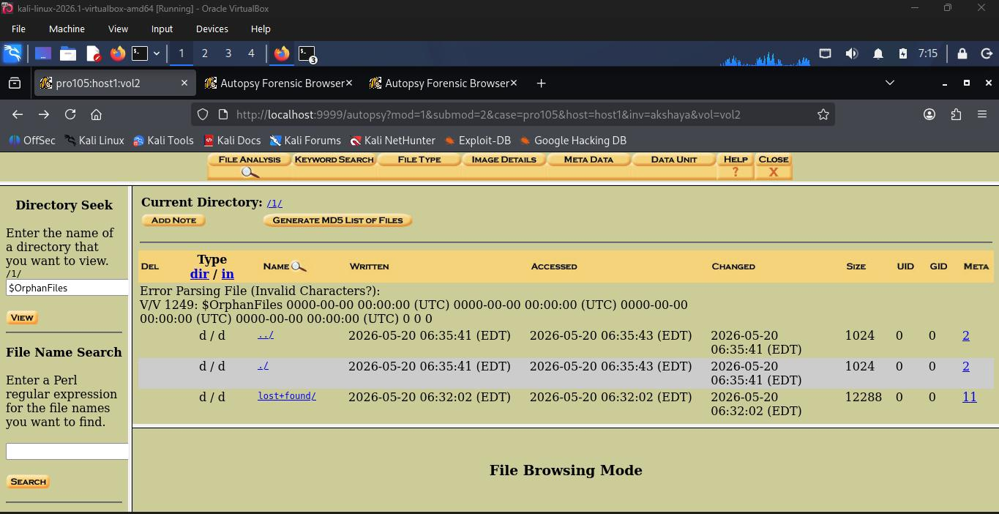 kali-linux-2026.1-virtualbox-amd64 [Running] - Oracle VirtualBox
File Machine View Input Devices Help
1 2 3 4 3 7:15
pro105:host1:vol2 Autopsy Forensic Browser Autopsy Forensic Browser
http://localhost:9999/autopsy?mod=1&submod=2&case=pro105&host=host1&inv=akshaya&vol=vol2
OffSec Kali Linux Kali Tools Kali Docs Kali Forums Kali NetHunter Exploit-DB Google Hacking DB
FILE ANALYSIS KEYWORD SEARCH FILE TYPE IMAGE DETAILS META DATA DATA UNIT HELP CLOSE
? X
Directory Seek
Enter the name of
a directory that
you want to view.
/1/
$OrphanFiles
VIEW
File Name Search
Enter a Perl
regular expression
for the file names
you want to find.
SEARCH
Current Directory: /1/
ADD NOTE GENERATE MD5 LIST OF FILES
DEL Type dir / in NAME WRITTEN ACCESSED CHANGED SIZE UID GID META
Error Parsing File (Invalid Characters?):
V/V 1249: $OrphanFiles 0000-00-00 00:00:00 (UTC) 0000-00-00 00:00:00 (UTC) 0000-00-00
00:00:00 (UTC) 0000-00-00 00:00:00 (UTC) 0 0 0
d / d ../ 2026-05-20 06:35:41 (EDT) 2026-05-20 06:35:43 (EDT) 2026-05-20 06:35:41 (EDT) 1024 0 0 2
d / d ./ 2026-05-20 06:35:41 (EDT) 2026-05-20 06:35:43 (EDT) 2026-05-20 06:35:41 (EDT) 1024 0 0 2
d / d lost+found/ 2026-05-20 06:32:02 (EDT) 2026-05-20 06:32:02 (EDT) 2026-05-20 06:32:02 (EDT) 12288 0 0 11
File Browsing Mode